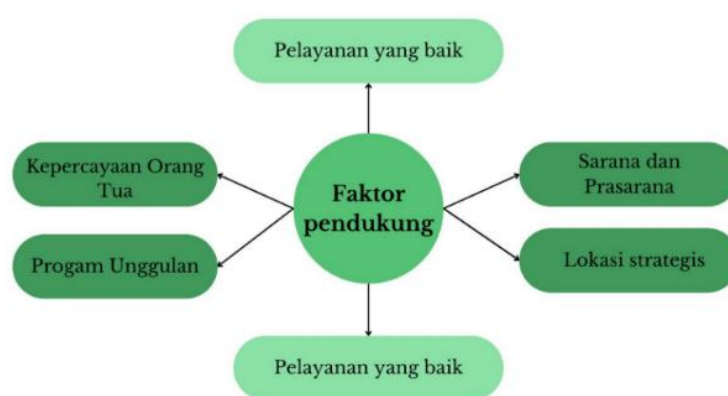 Pelayanan yang baik
Kepercayaan Orang
Tua
Sarana dan
Prasarana
Faktor
pendukung
Progam Unggulan
Lokasi strategis
Pelayanan yang baik